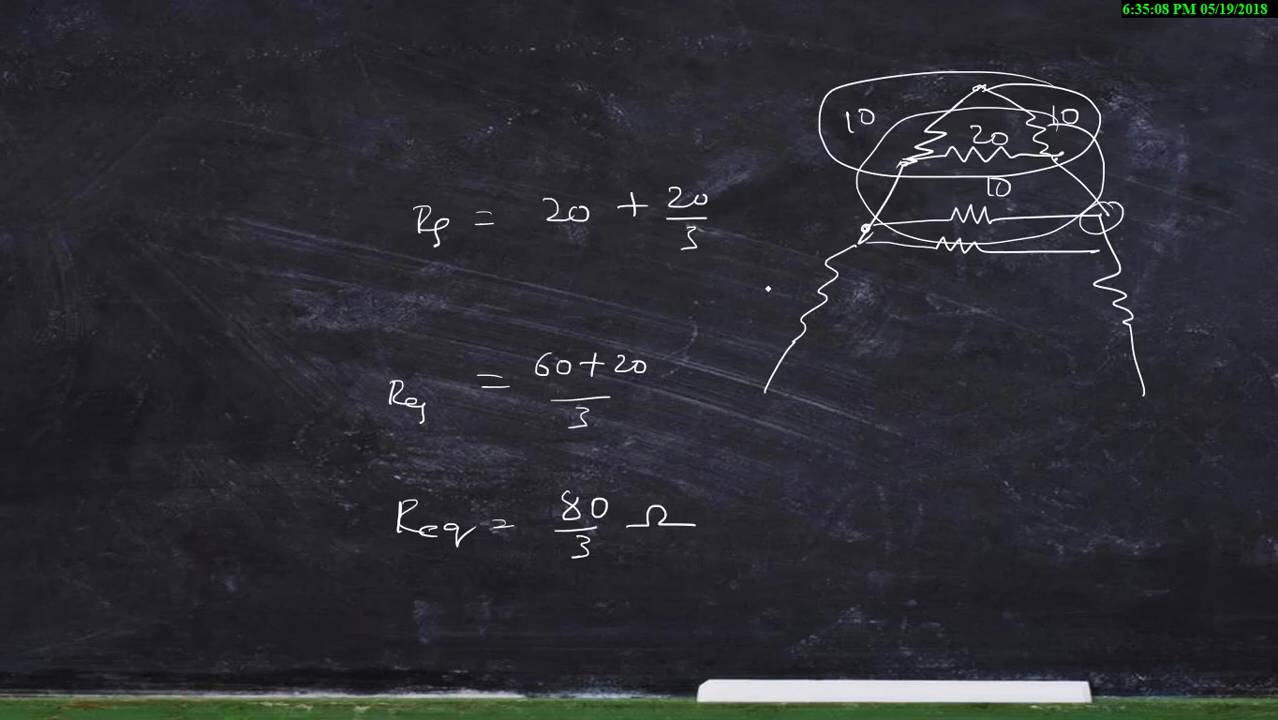 6:35:08 PM 05/19/2018
10
10
20
10
Rq = 20 + 20/3
Req = 60+20/3
Req = 80/3 Ω